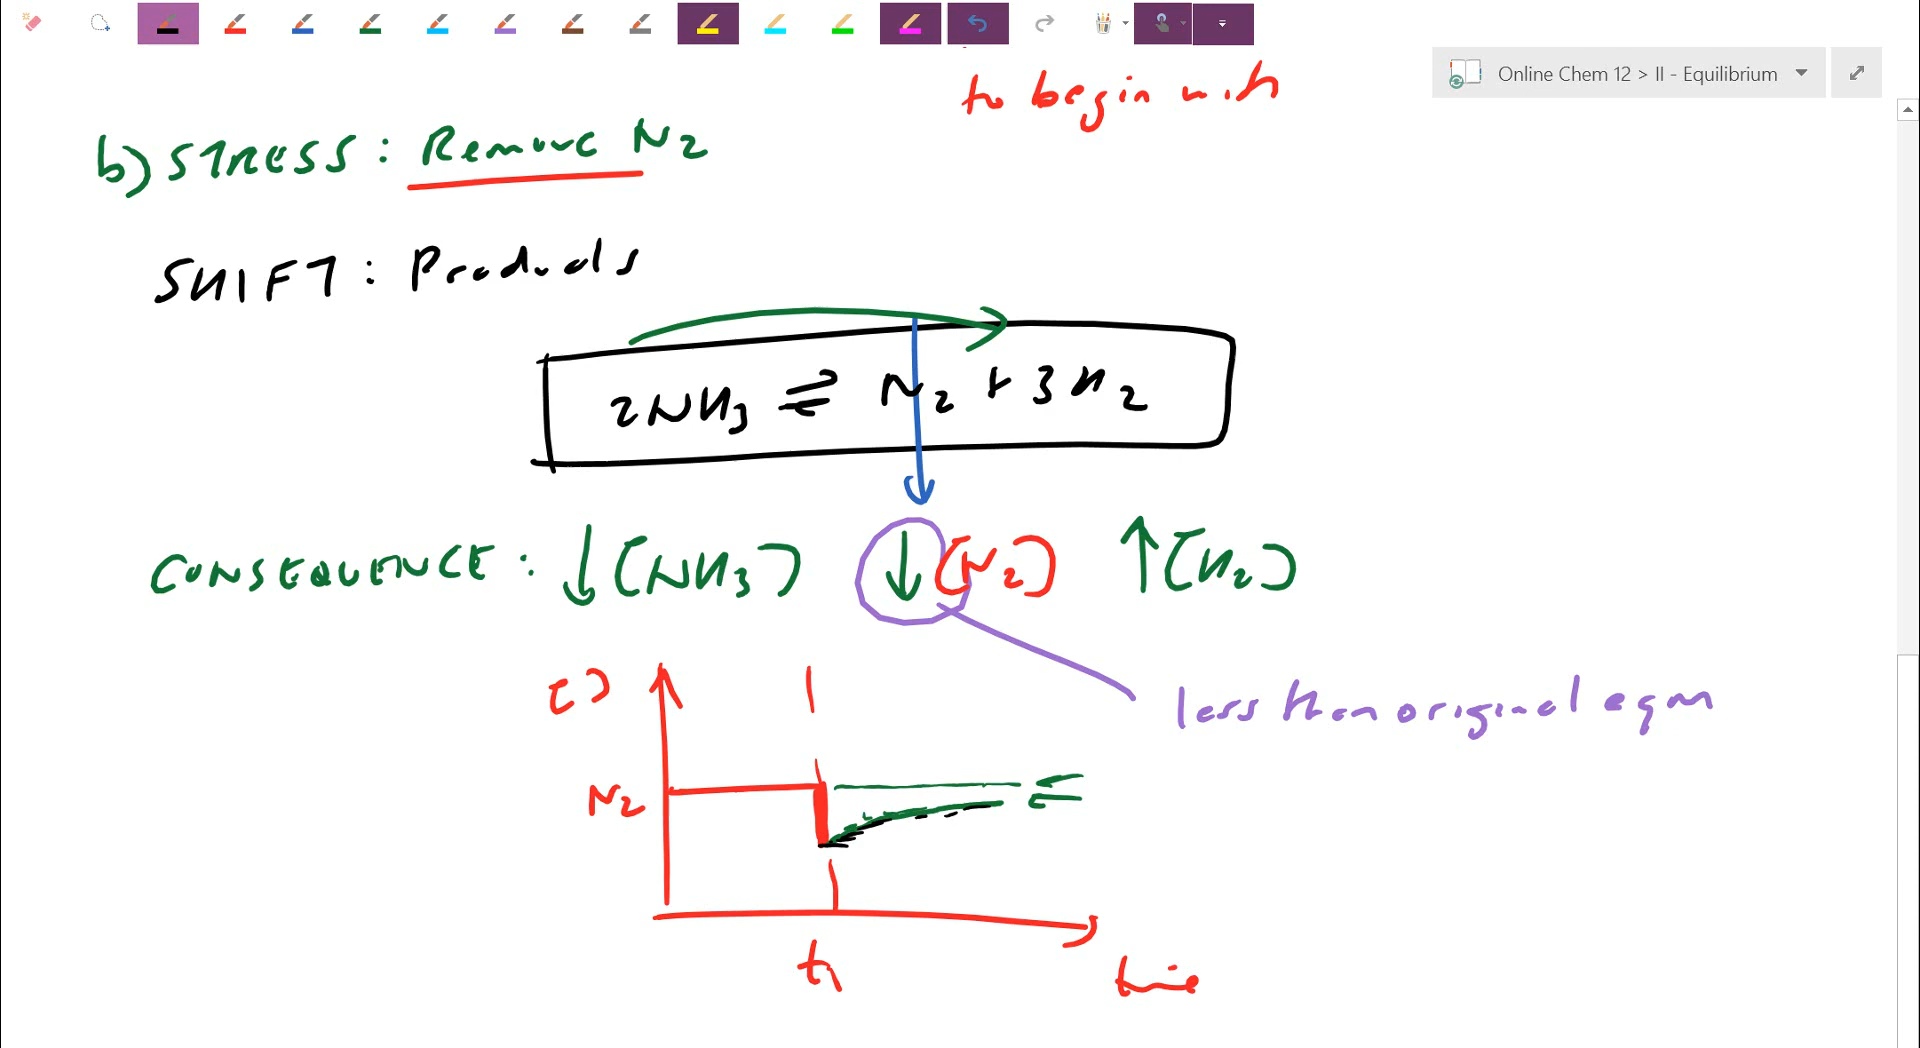 Online Chem 12 > II - Equilibrium
to begin with
b) STRESS: Remove N2
SHIFT: Products
2NH3 ⇌ N2 + 3H2
CONSEQUENCE: ↓[NH3] ↓[N2] ↑[H2]
less than original eqm
[ ]
N2
t1
time